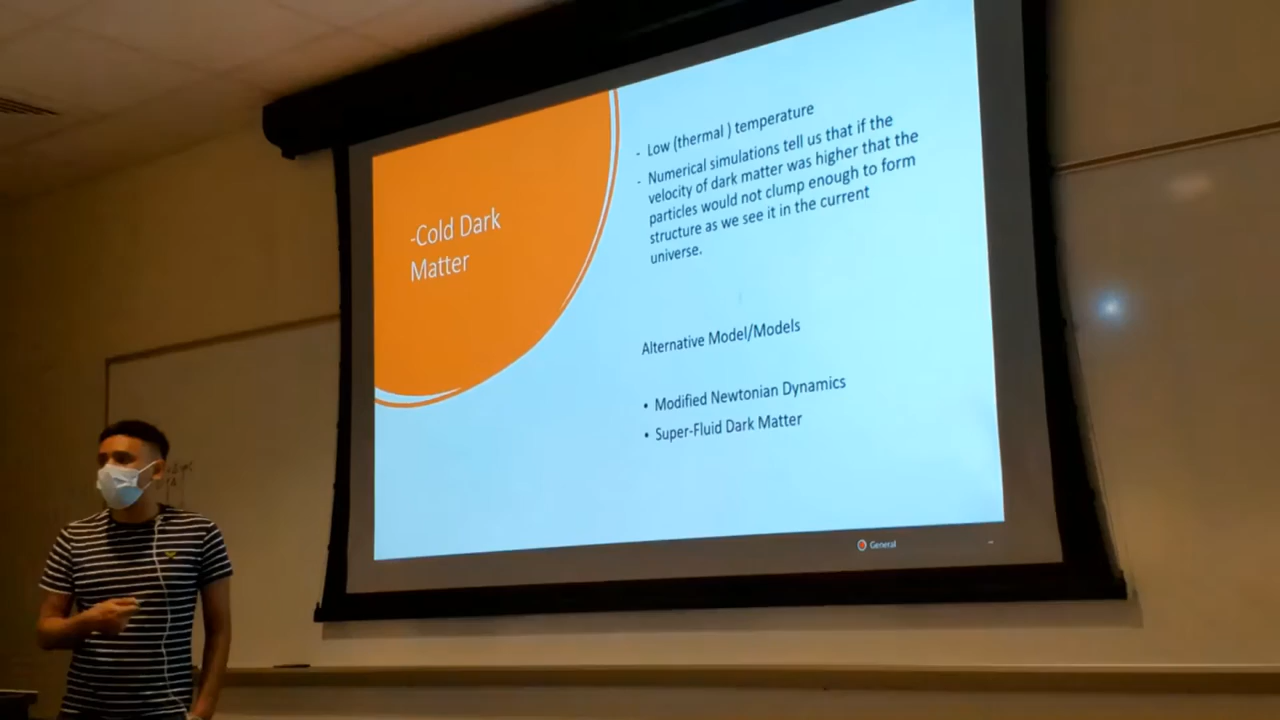 -Cold Dark
Matter
- Low (thermal ) temperature
- Numerical simulations tell us that if the
velocity of dark matter was higher that the
particles would not clump enough to form
structure as we see it in the current
universe.
Alternative Model/Models
• Modified Newtonian Dynamics
• Super-Fluid Dark Matter
General